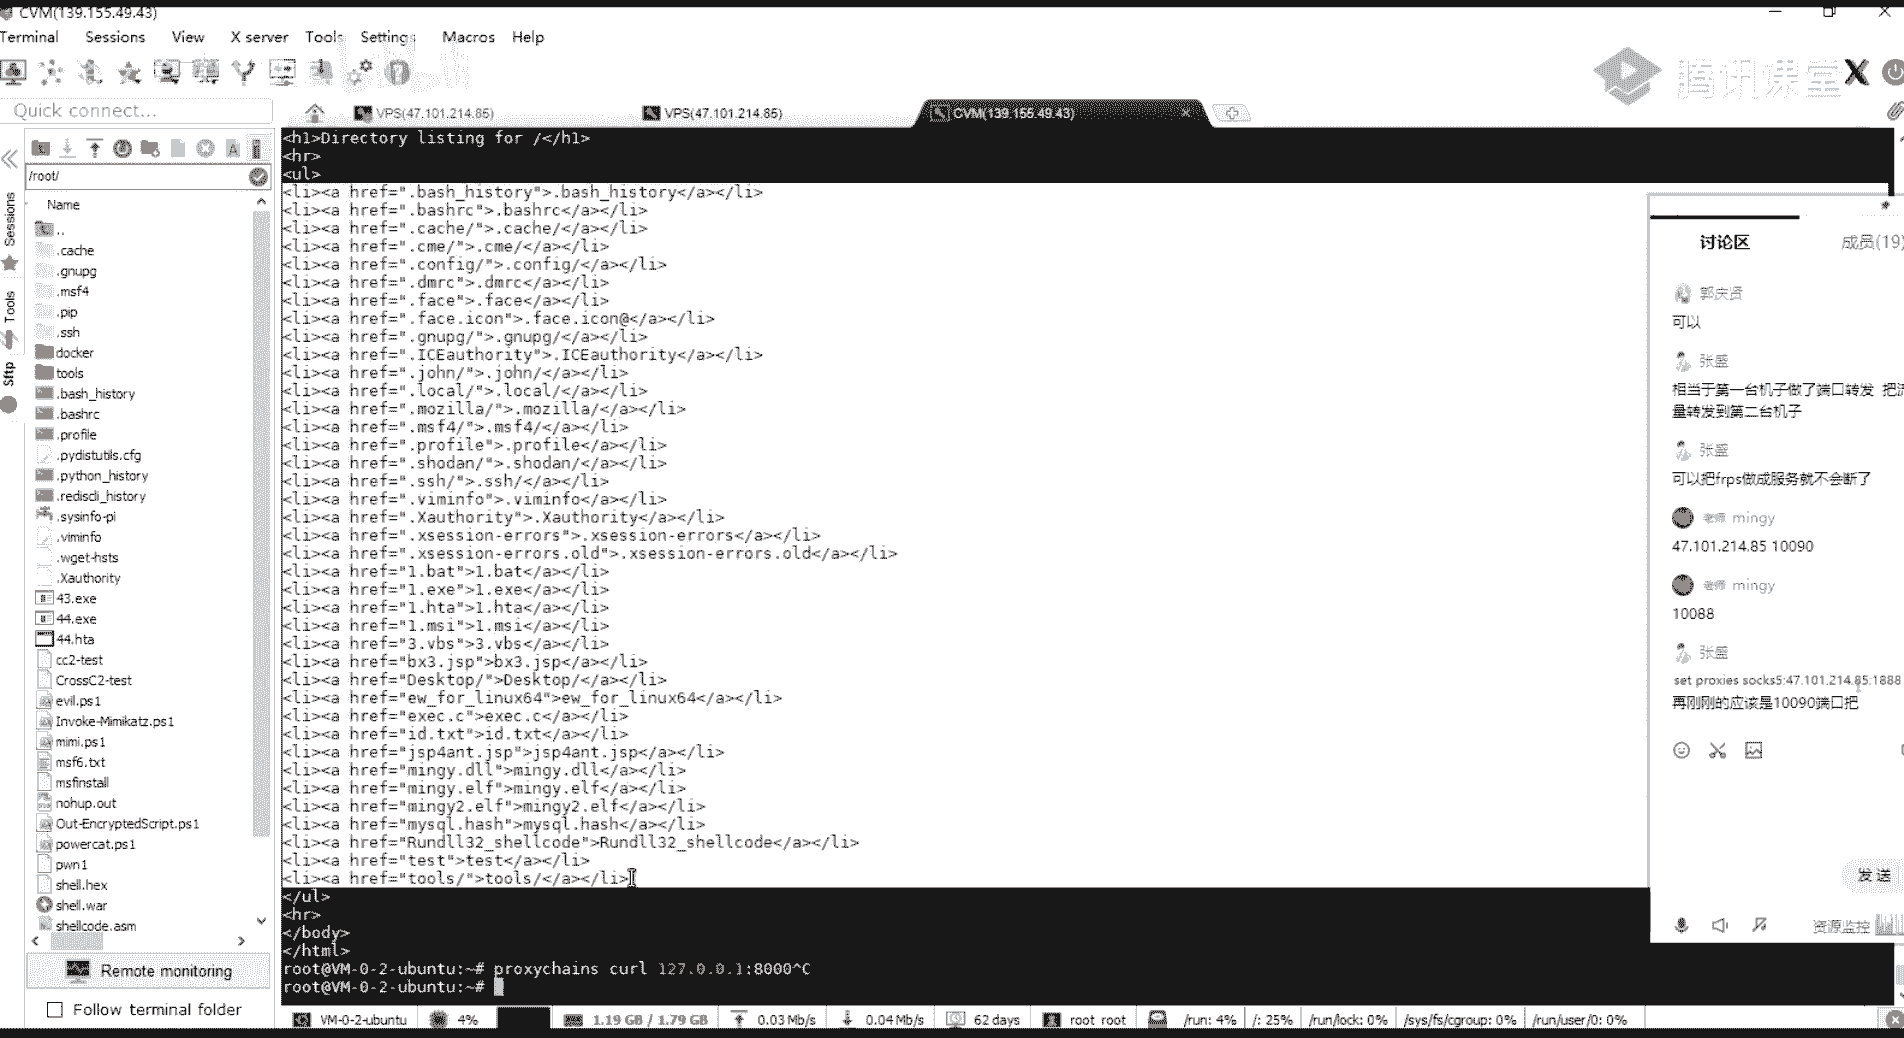 CVM(139.155.49.43)
Terminal Sessions View X server Tools Settings Macros Help
腾讯课堂
Quick connect...
VPS(47.101.214.85)
VPS(47.101.214.85)
CVM(139.155.49.43)
/root/
Name
..
.cache
.gnupg
.msf4
.pip
.ssh
docker
tools
.bash_history
.bashrc
.profile
.pydistutils.cfg
.python_history
.rediscli_history
.sysinfo-pi
.viminfo
.wget-hsts
.Xauthority
43.exe
44.exe
44.hta
cc2-test
CrossC2-test
evil.ps1
Invoke-Mimikatz.ps1
mimi.ps1
msf6.txt
msfinstall
nohup.out
Out-EncryptedScript.ps1
powercat.ps1
pwn1
shell.hex
shell.war
shellcode.asm
Remote monitoring
Follow terminal folder
Sessions
Tools
Sftp
<h1>Directory listing for /</h1>
<hr>
<ul>
<li><a href=".bash_history">.bash_history</a></li>
<li><a href=".bashrc">.bashrc</a></li>
<li><a href=".cache/">.cache/</a></li>
<li><a href=".cme/">.cme/</a></li>
<li><a href=".config/">.config/</a></li>
<li><a href=".dmrc">.dmrc</a></li>
<li><a href=".face">.face</a></li>
<li><a href=".face.icon">.face.icon@</a></li>
<li><a href=".gnupg/">.gnupg/</a></li>
<li><a href=".ICEauthority">.ICEauthority</a></li>
<li><a href=".john/">.john/</a></li>
<li><a href=".local/">.local/</a></li>
<li><a href=".mozilla/">.mozilla/</a></li>
<li><a href=".msf4/">.msf4/</a></li>
<li><a href=".profile">.profile</a></li>
<li><a href=".shodan/">.shodan/</a></li>
<li><a href=".ssh/">.ssh/</a></li>
<li><a href=".viminfo">.viminfo</a></li>
<li><a href=".Xauthority">.Xauthority</a></li>
<li><a href=".xsession-errors">.xsession-errors</a></li>
<li><a href=".xsession-errors.old">.xsession-errors.old</a></li>
<li><a href="1.bat">1.bat</a></li>
<li><a href="1.exe">1.exe</a></li>
<li><a href="1.hta">1.hta</a></li>
<li><a href="1.msi">1.msi</a></li>
<li><a href="3.vbs">3.vbs</a></li>
<li><a href="bx3.jsp">bx3.jsp</a></li>
<li><a href="Desktop/">Desktop/</a></li>
<li><a href="ew_for_linux64">ew_for_linux64</a></li>
<li><a href="exec.c">exec.c</a></li>
<li><a href="id.txt">id.txt</a></li>
<li><a href="jsp4ant.jsp">jsp4ant.jsp</a></li>
<li><a href="mingy.dll">mingy.dll</a></li>
<li><a href="mingy.elf">mingy.elf</a></li>
<li><a href="mingy2.elf">mingy2.elf</a></li>
<li><a href="mysql.hash">mysql.hash</a></li>
<li><a href="Rundll32_shellcode">Rundll32_shellcode</a></li>
<li><a href="test">test</a></li>
<li><a href="tools/">tools/</a></li>
</ul>
<hr>
</body>
</html>
root@VM-0-2-ubuntu:~# proxychains curl 127.0.0.1:8000^C
root@VM-0-2-ubuntu:~#
讨论区 成员(19)
郭庆贤
可以
张盛
相当于第一台机子做了端口转发 把流
量转发到第二台机子
张盛
可以把frps做成服务就不会断了
老师 mingy
47.101.214.85 10090
老师 mingy
10088
张盛
set proxies socks5:47.101.214.85:1888
再刚刚的应该是10090端口把
发送
资源监控
VM-0-2-ubuntu 4% 1.19 GB / 1.79 GB 0.03 Mb/s 0.04 Mb/s 62 days root root /run: 4% /: 25% /run/lock: 0% /sys/fs/cgroup: 0% /run/user/0: 0%